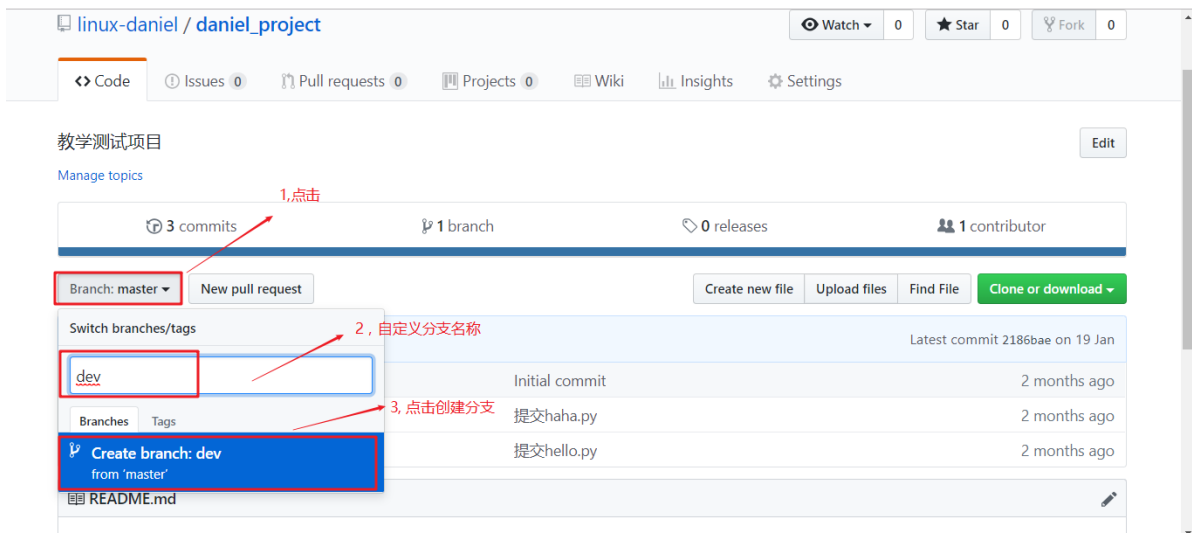 linux-daniel / daniel_project
Watch 0 Star 0 Fork 0
Code Issues 0 Pull requests 0 Projects 0 Wiki Insights Settings
教学测试项目
Edit
Manage topics
1,点击
3 commits 1 branch 0 releases 1 contributor
Branch: master New pull request Create new file Upload files Find File Clone or download
Switch branches/tags
2，自定义分支名称
Latest commit 2186bae on 19 Jan
dev
Initial commit 2 months ago
3, 点击创建分支
Branches Tags
提交haha.py 2 months ago
Create branch: dev
提交hello.py 2 months ago
from 'master'
README.md